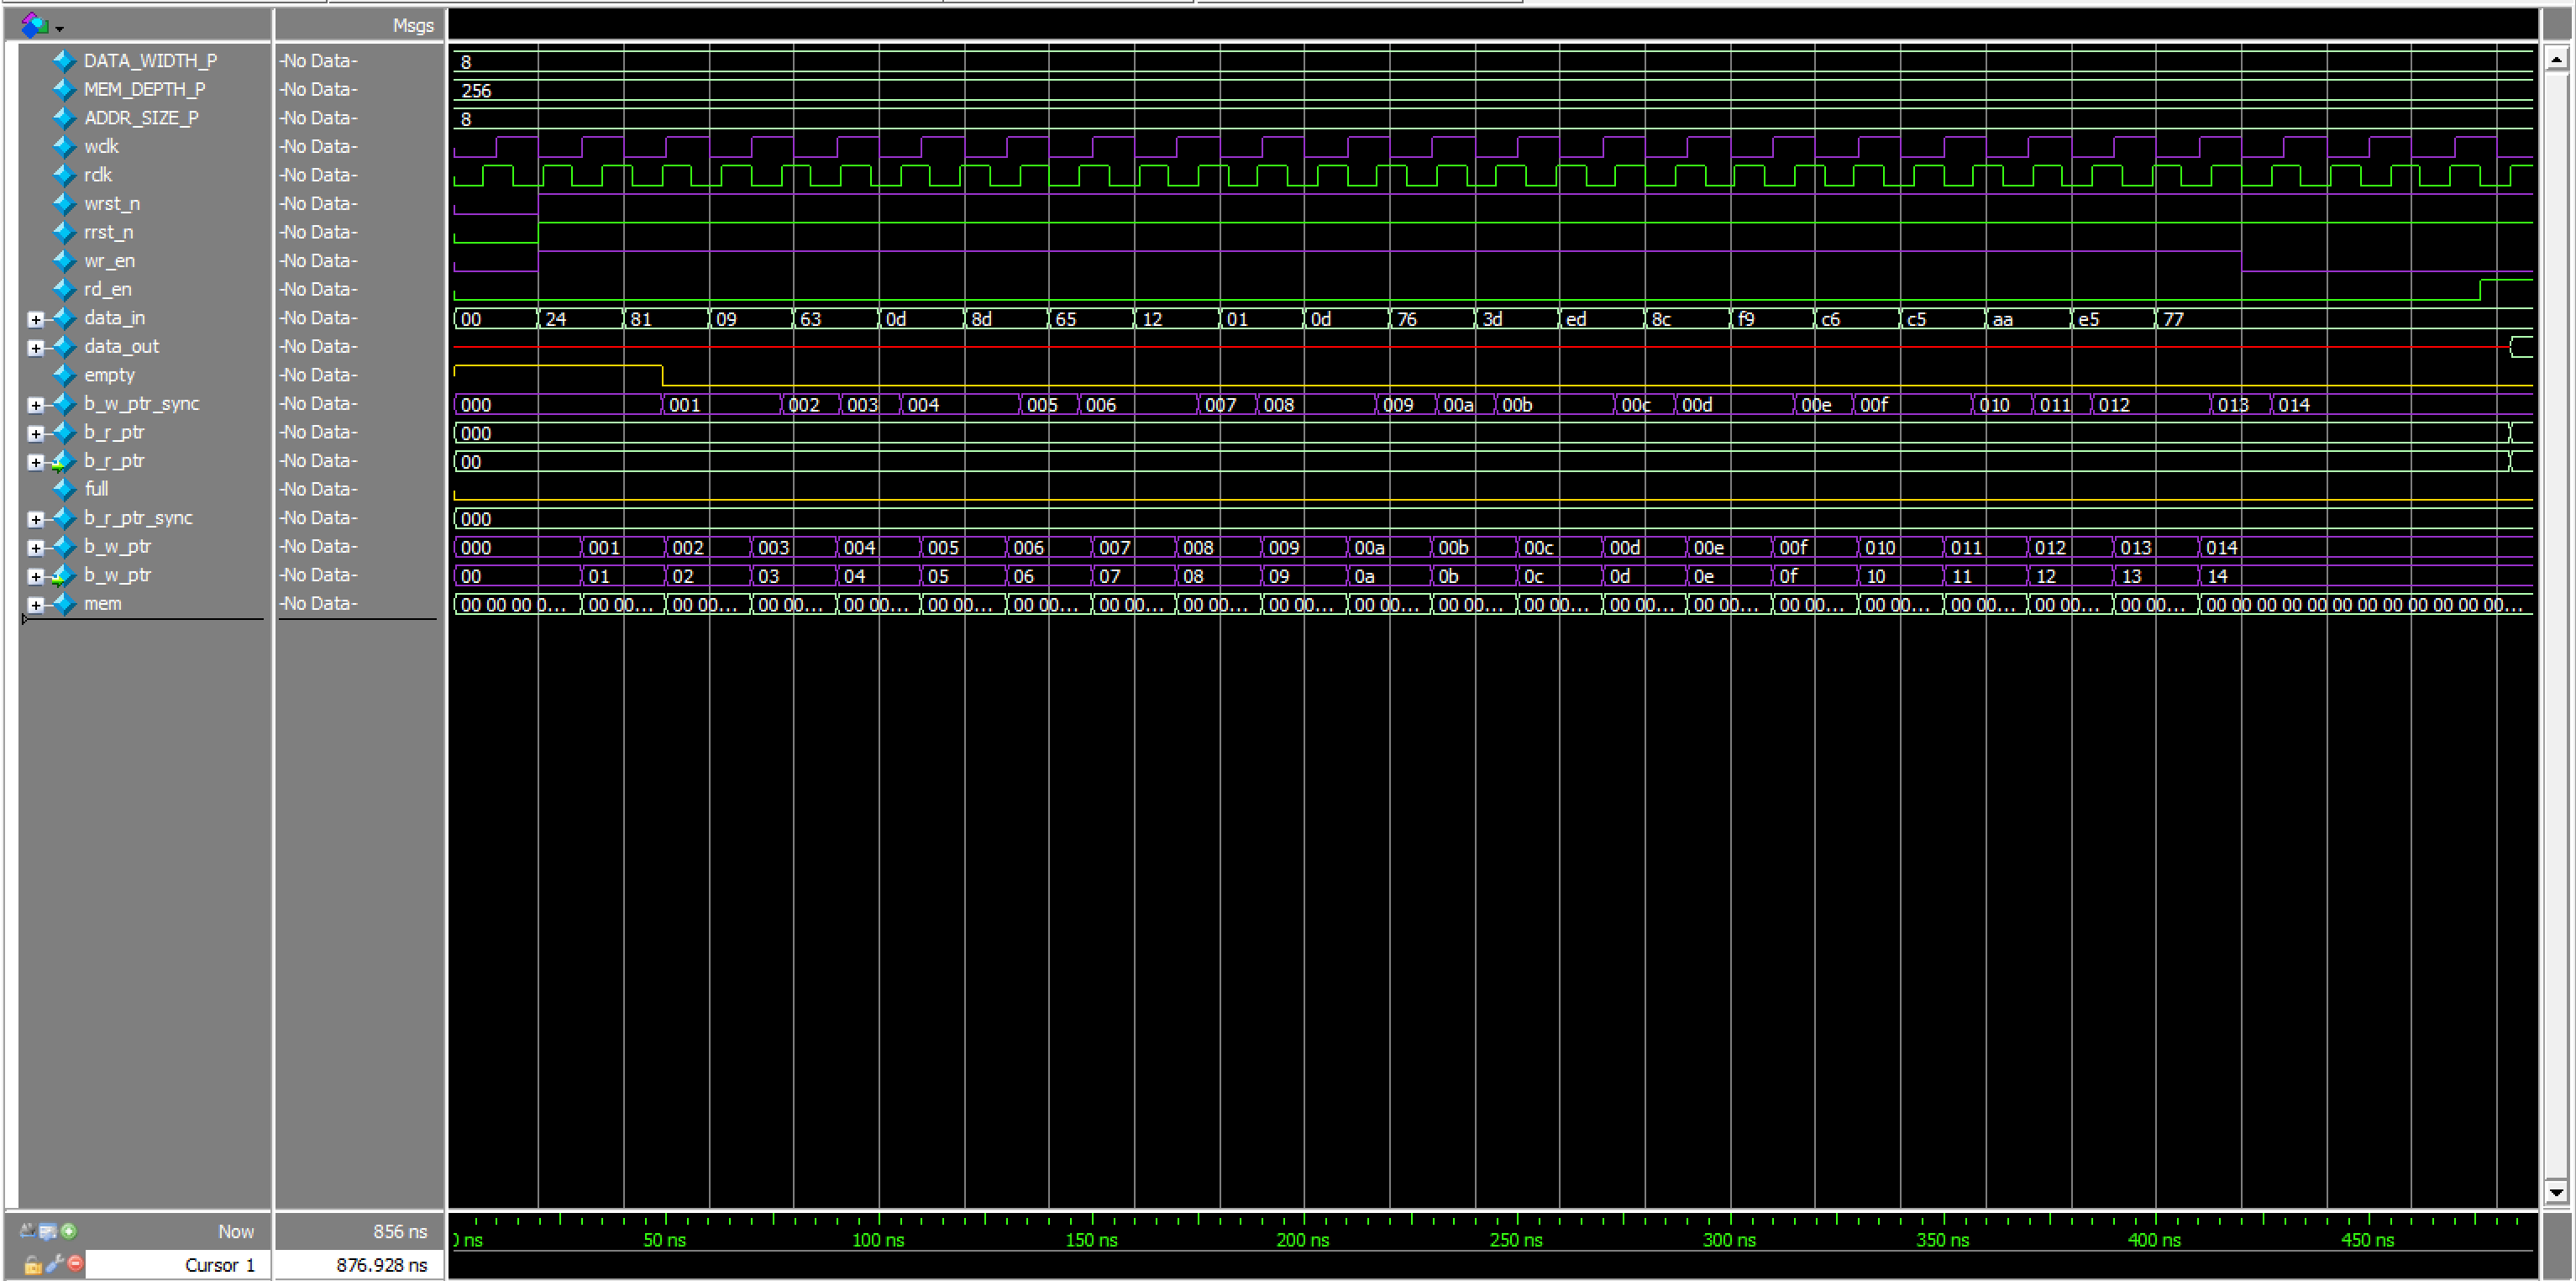 Msgs
DATA_WIDTH_P -No Data- 8
MEM_DEPTH_P -No Data- 256
ADDR_SIZE_P -No Data- 8
wclk -No Data-
rclk -No Data-
wrst_n -No Data-
rrst_n -No Data-
wr_en -No Data-
rd_en -No Data-
data_in -No Data- 00 24 81 09 63 0d 8d 65 12 01 0d 76 3d ed 8c f9 c6 c5 aa e5 77
data_out -No Data-
empty -No Data-
b_w_ptr_sync -No Data- 000 001 002 003 004 005 006 007 008 009 00a 00b 00c 00d 00e 00f 010 011 012 013 014
b_r_ptr -No Data- 000
b_r_ptr -No Data- 00
full -No Data-
b_r_ptr_sync -No Data- 000
b_w_ptr -No Data- 000 001 002 003 004 005 006 007 008 009 00a 00b 00c 00d 00e 00f 010 011 012 013 014
b_w_ptr -No Data- 00 01 02 03 04 05 06 07 08 09 0a 0b 0c 0d 0e 0f 10 11 12 13 14
mem -No Data- 00 00 00 0... 00 00... 00 00... 00 00... 00 00... 00 00... 00 00... 00 00... 00 00... 00 00... 00 00... 00 00... 00 00... 00 00... 00 00... 00 00... 00 00... 00 00... 00 00... 00 00... 00 00 00 00 00 00 00 00 00 00 00 00 00...
Now 856 ns
0 ns 50 ns 100 ns 150 ns 200 ns 250 ns 300 ns 350 ns 400 ns 450 ns
Cursor 1 876.928 ns